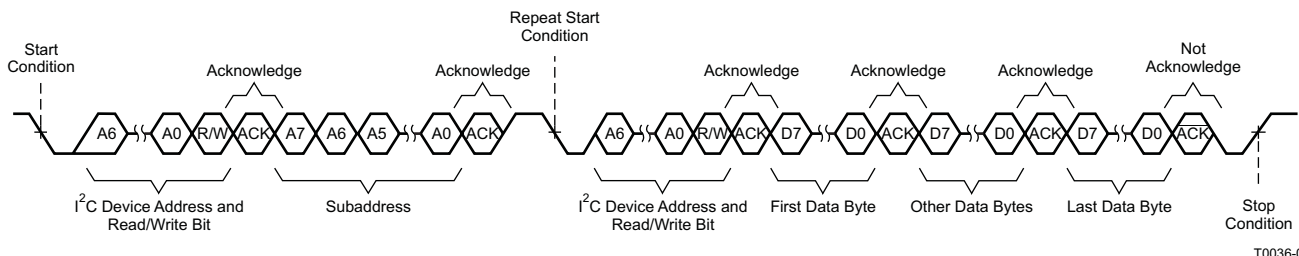 Repeat Start
Condition
Start
Condition
Not
Acknowledge
Acknowledge
Acknowledge
Acknowledge
Acknowledge
Acknowledge
A6 A0 R/W ACK A7 A6 A5 A0 ACK A6 A0 R/W ACK D7 D0 ACK D7 D0 ACK D7 D0 ACK
I²C Device Address and
Read/Write Bit
Subaddress
I²C Device Address and
Read/Write Bit
First Data Byte
Other Data Bytes
Last Data Byte
Stop
Condition